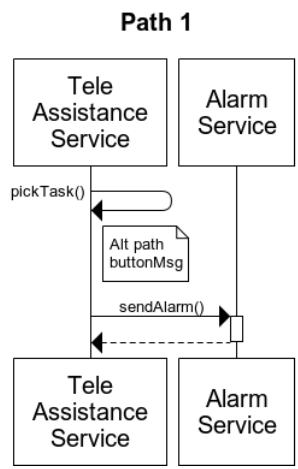 Path 1
Tele
Assistance
Service
Alarm
Service
pickTask()
Alt path
buttonMsg
sendAlarm()
Tele
Assistance
Service
Alarm
Service